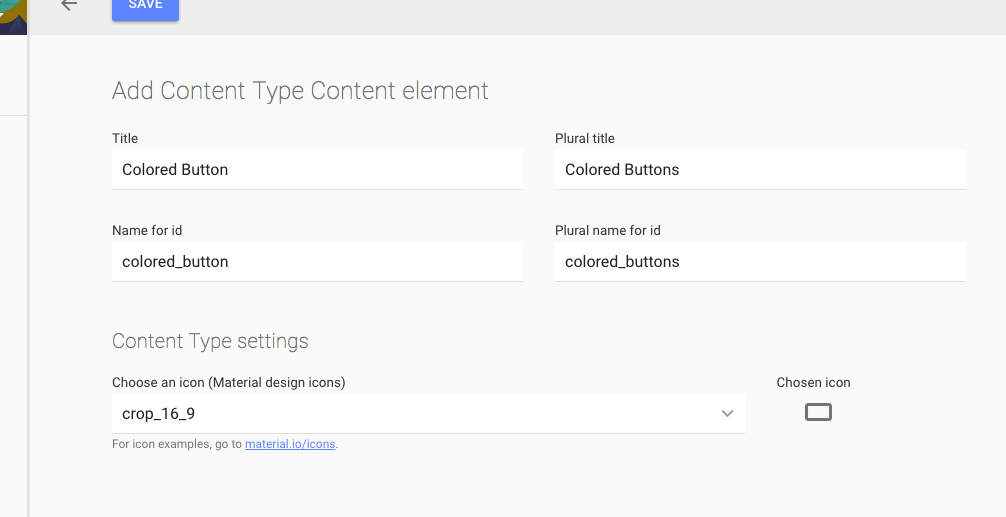 SAVE
Add Content Type Content element
Title
Plural title
Colored Button
Colored Buttons
Name for id
Plural name for id
colored_button
colored_buttons
Content Type settings
Choose an icon (Material design icons)
Chosen icon
crop_16_9
For icon examples, go to material.io/icons.